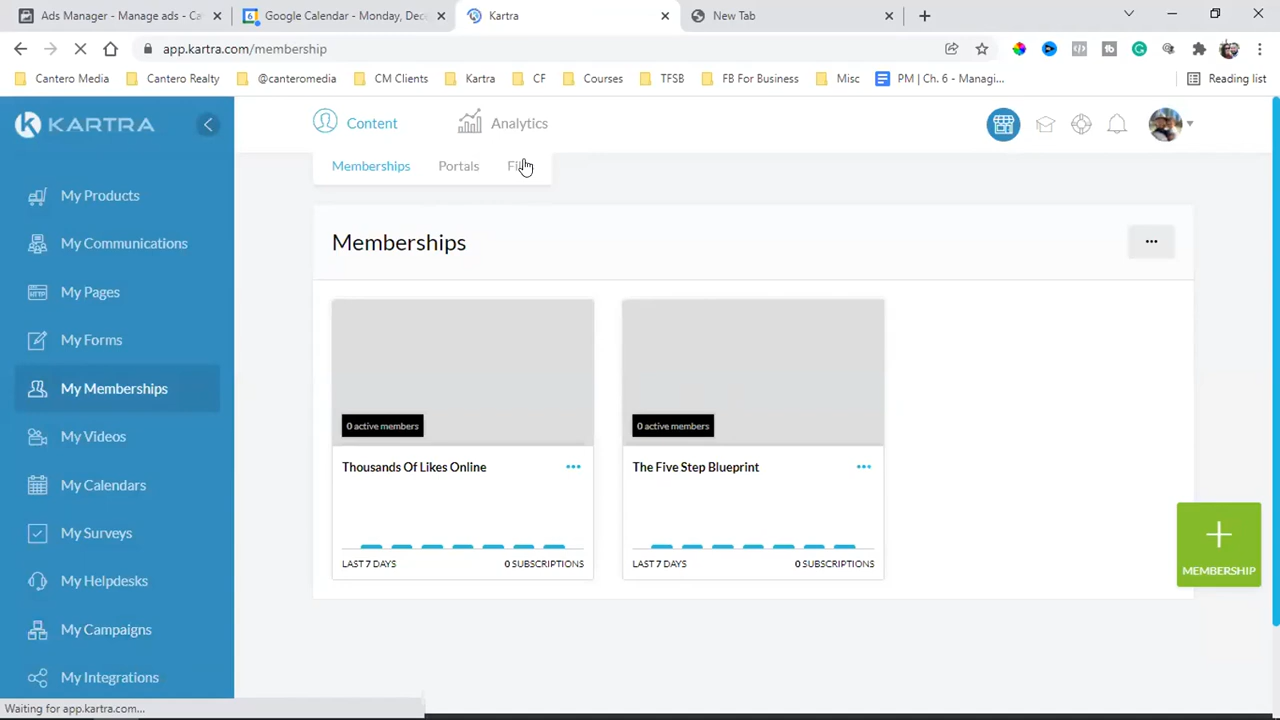 Ads Manager - Manage ads - Ca
Google Calendar - Monday, Dec
Kartra
New Tab
app.kartra.com/membership
Cantero Media
Cantero Realty
@canteromedia
CM Clients
Kartra
CF
Courses
TFSB
FB For Business
Misc
PM | Ch. 6 - Managi...
Reading list
KARTRA
Content
Analytics
Memberships
Portals
My Products
My Communications
My Pages
My Forms
My Memberships
My Videos
My Calendars
My Surveys
My Helpdesks
My Campaigns
My Integrations
Memberships
0 active members
0 active members
Thousands Of Likes Online
The Five Step Blueprint
LAST 7 DAYS
0 SUBSCRIPTIONS
LAST 7 DAYS
0 SUBSCRIPTIONS
MEMBERSHIP
Waiting for app.kartra.com...